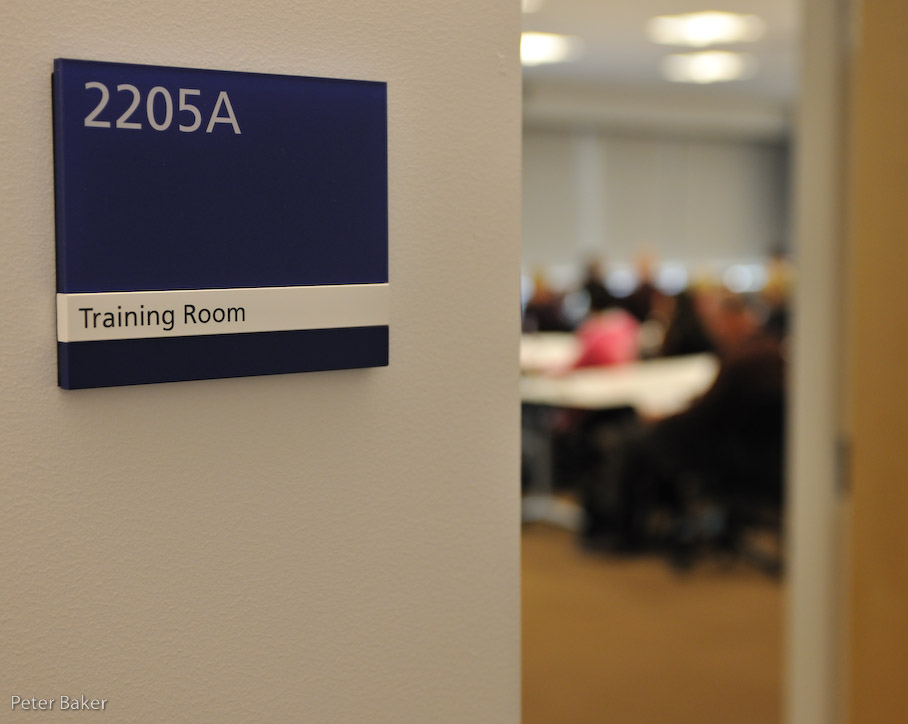 2205A
Training Room
Peter Baker